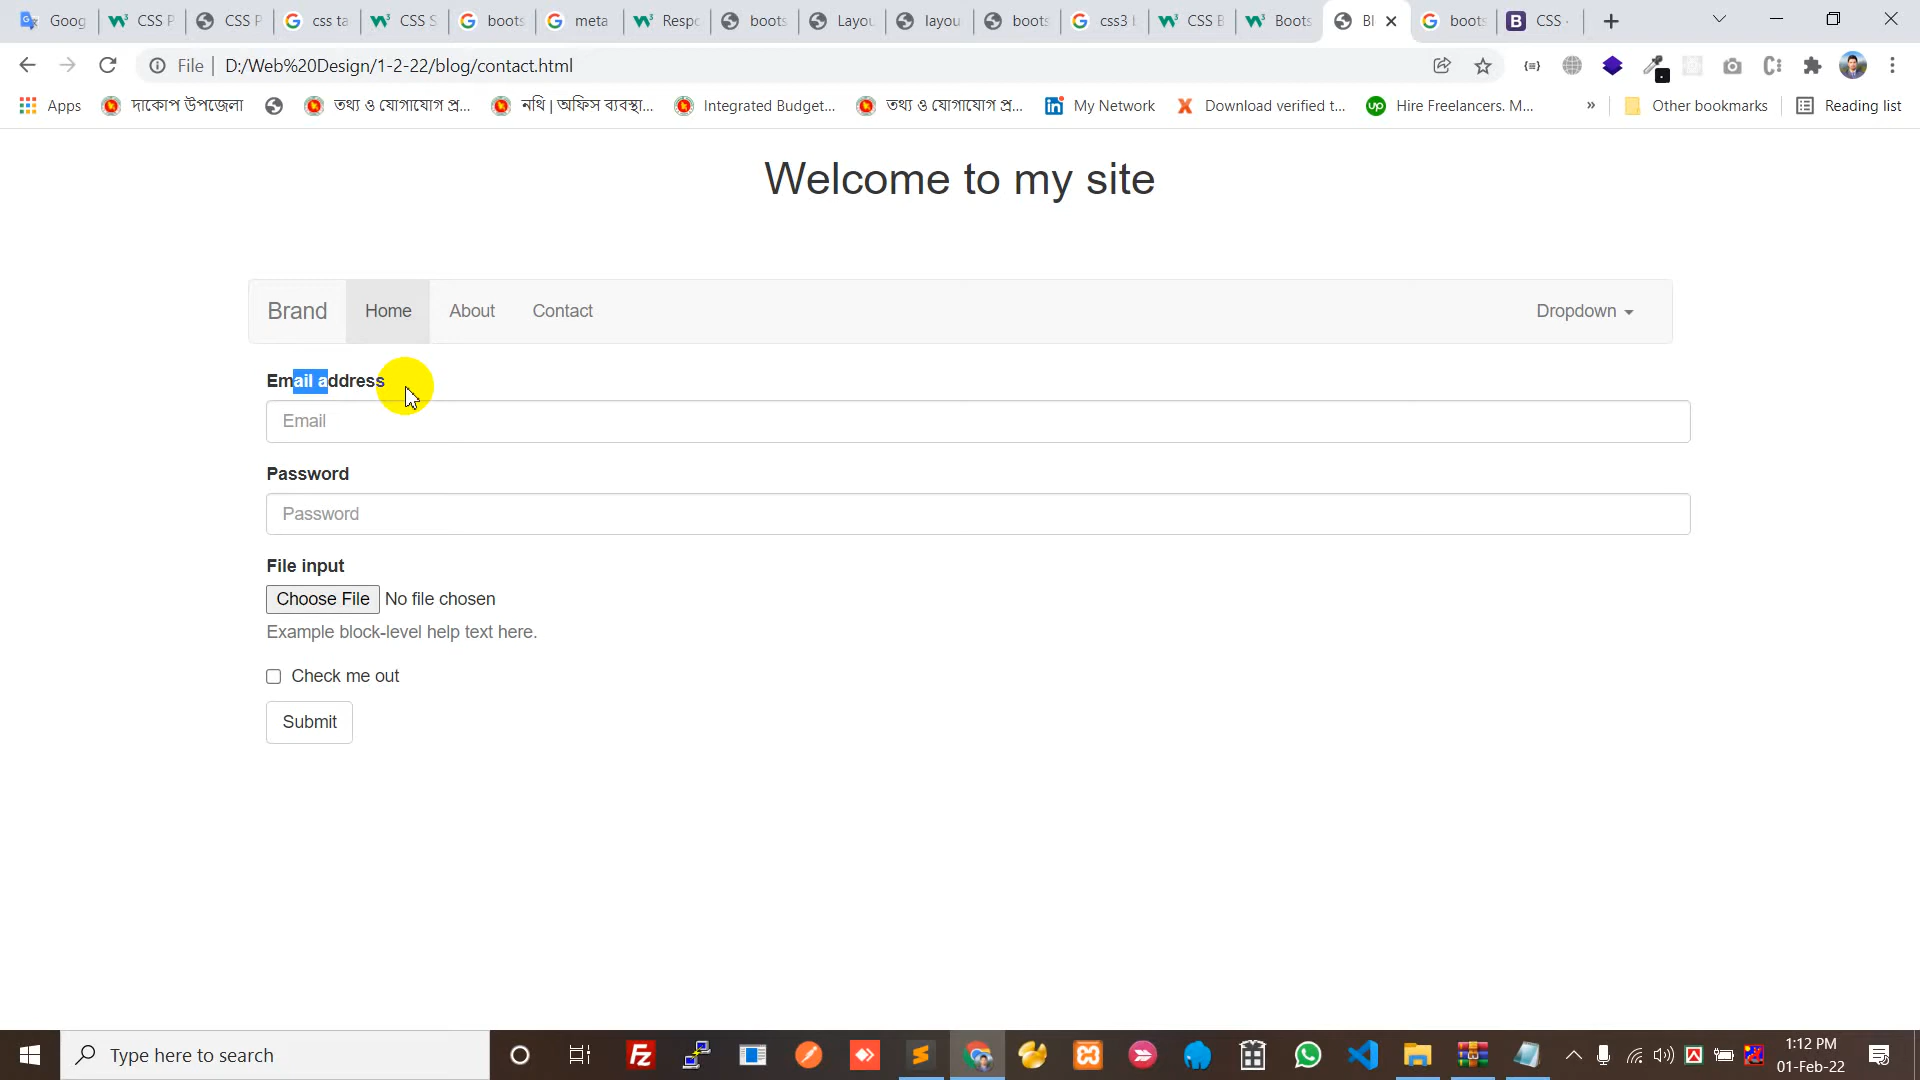 Goog CSS P CSS P css ta CSS S boots meta Respo boots Layou layou boots css3 b CSS B Boots Bl boots CSS
File D:/Web%20Design/1-2-22/blog/contact.html
Apps দাকোপ উপজেলা তথ্য ও যোগাযোগ প্র... নথি | অফিস ব্যবস্থা... Integrated Budget... তথ্য ও যোগাযোগ প্র... My Network Download verified t... Hire Freelancers. M... » Other bookmarks Reading list
Welcome to my site
Brand Home About Contact Dropdown
Email address
Email
Password
Password
File input
Choose File No file chosen
Example block-level help text here.
Check me out
Submit
Type here to search
1:12 PM
01-Feb-22